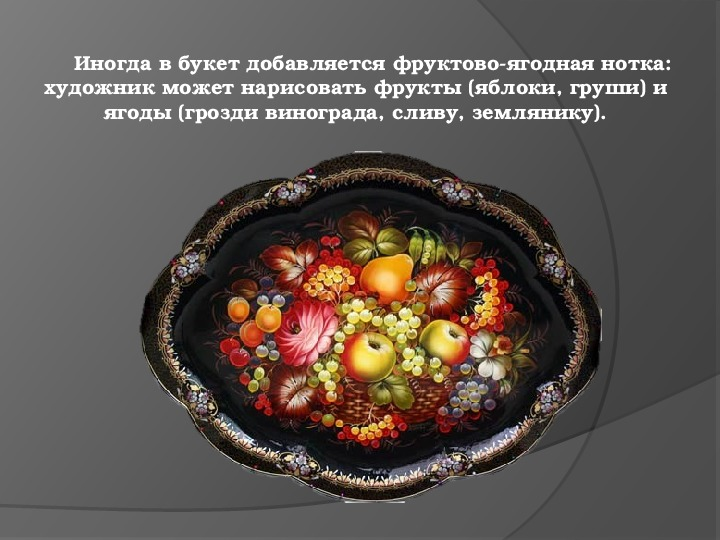 Иногда в букет добавляется фруктово-ягодная нотка:
художник может нарисовать фрукты (яблоки, груши) и
ягоды (грозди винограда, сливу, землянику).